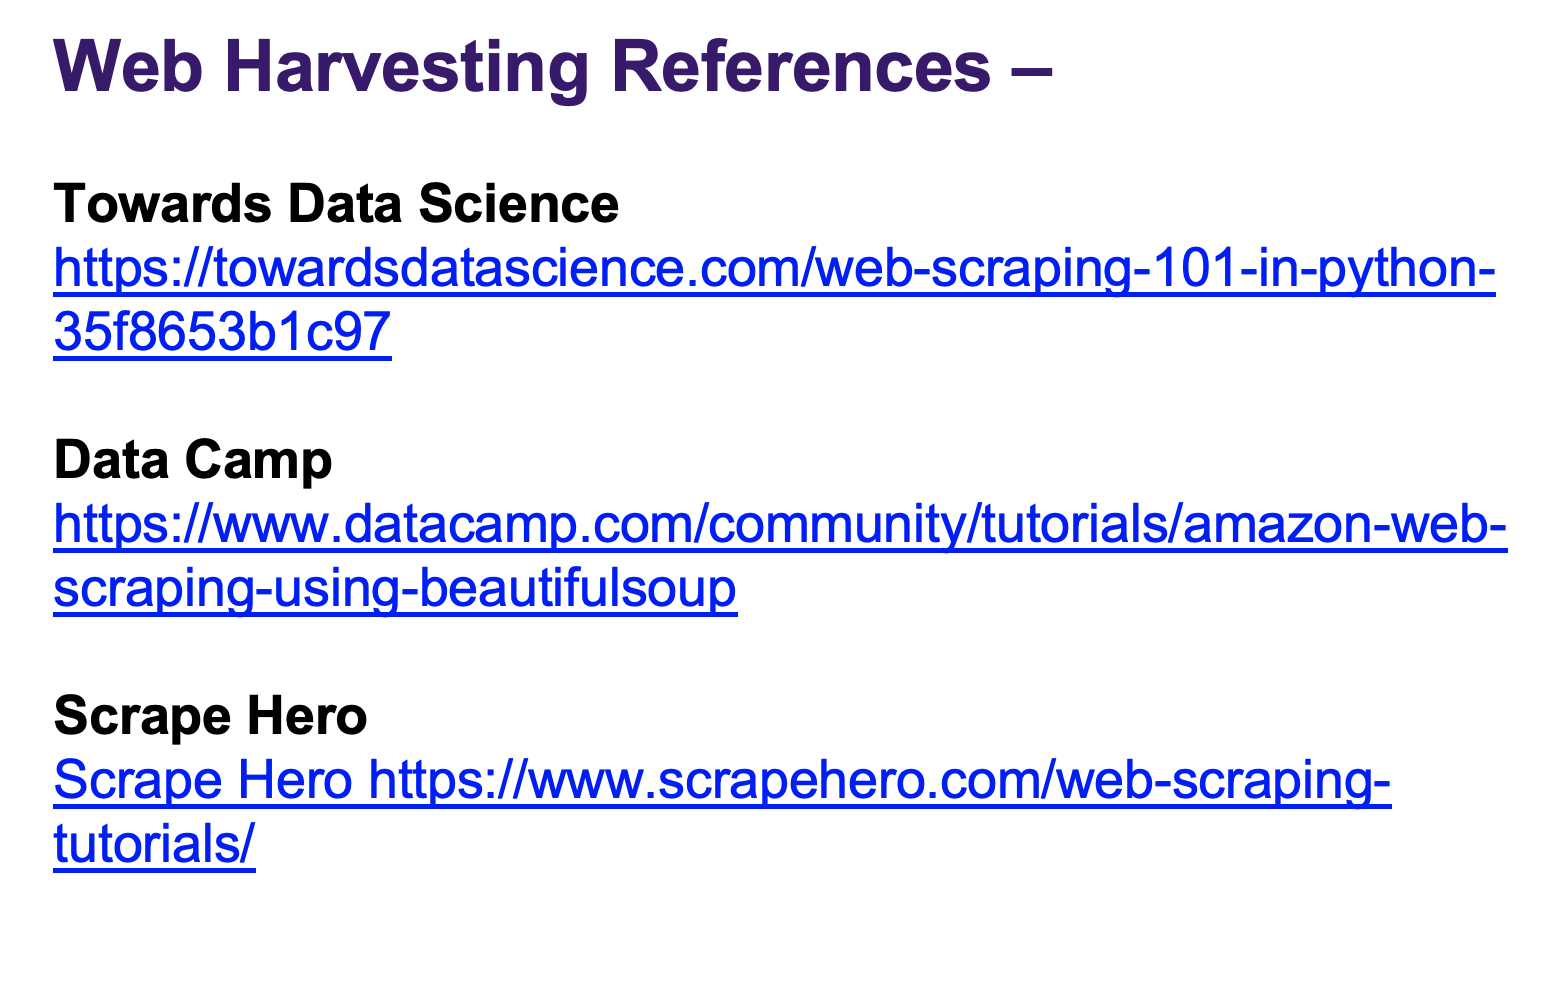 Web Harvesting References –
Towards Data Science
https://towardsdatascience.com/web-scraping-101-in-python-
35f8653b1c97
Data Camp
https://www.datacamp.com/community/tutorials/amazon-web-
scraping-using-beautifulsoup
Scrape Hero
Scrape Hero https://www.scrapehero.com/web-scraping-
tutorials/